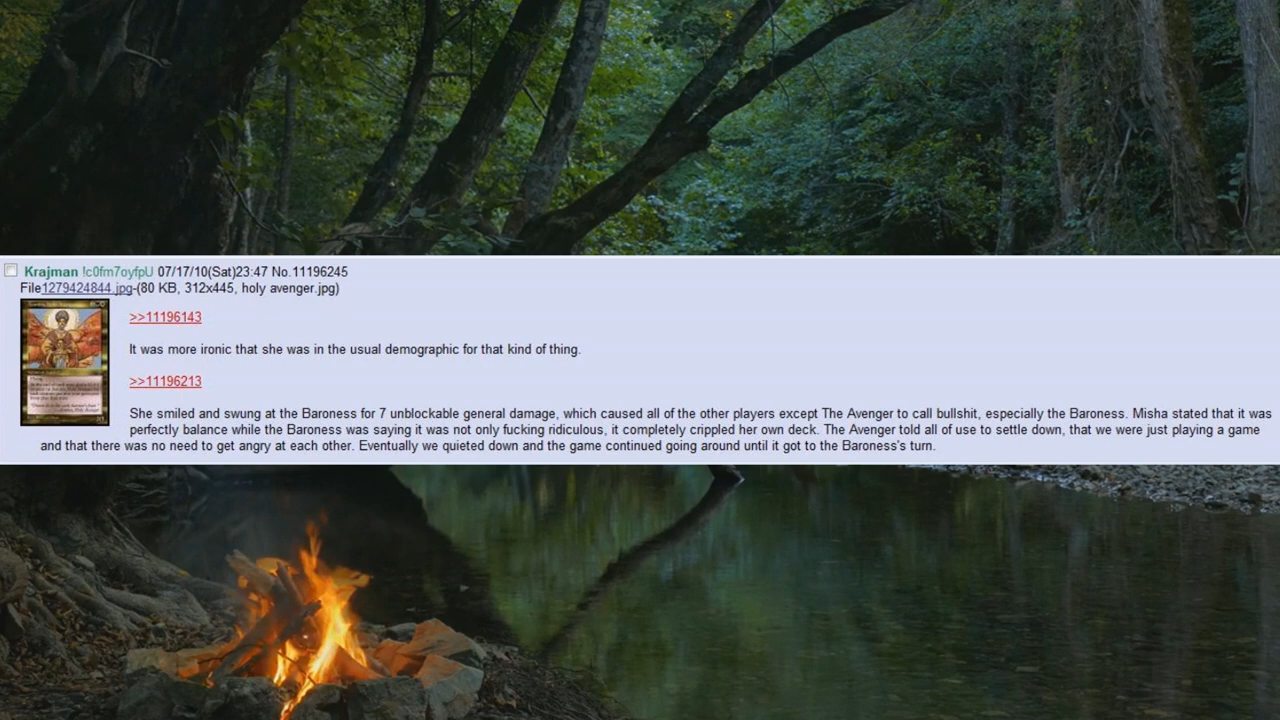 Krajman !c0fm7oyfpU 07/17/10(Sat)23:47 No.11196245
File1279424844.jpg-(80 KB, 312x445, holy avenger.jpg)
>>11196143
It was more ironic that she was in the usual demographic for that kind of thing.
>>11196213
She smiled and swung at the Baroness for 7 unblockable general damage, which caused all of the other players except The Avenger to call bullshit, especially the Baroness. Misha stated that it was
perfectly balance while the Baroness was saying it was not only fucking ridiculous, it completely crippled her own deck. The Avenger told all of use to settle down, that we were just playing a game
and that there was no need to get angry at each other. Eventually we quieted down and the game continued going around until it got to the Baroness's turn.